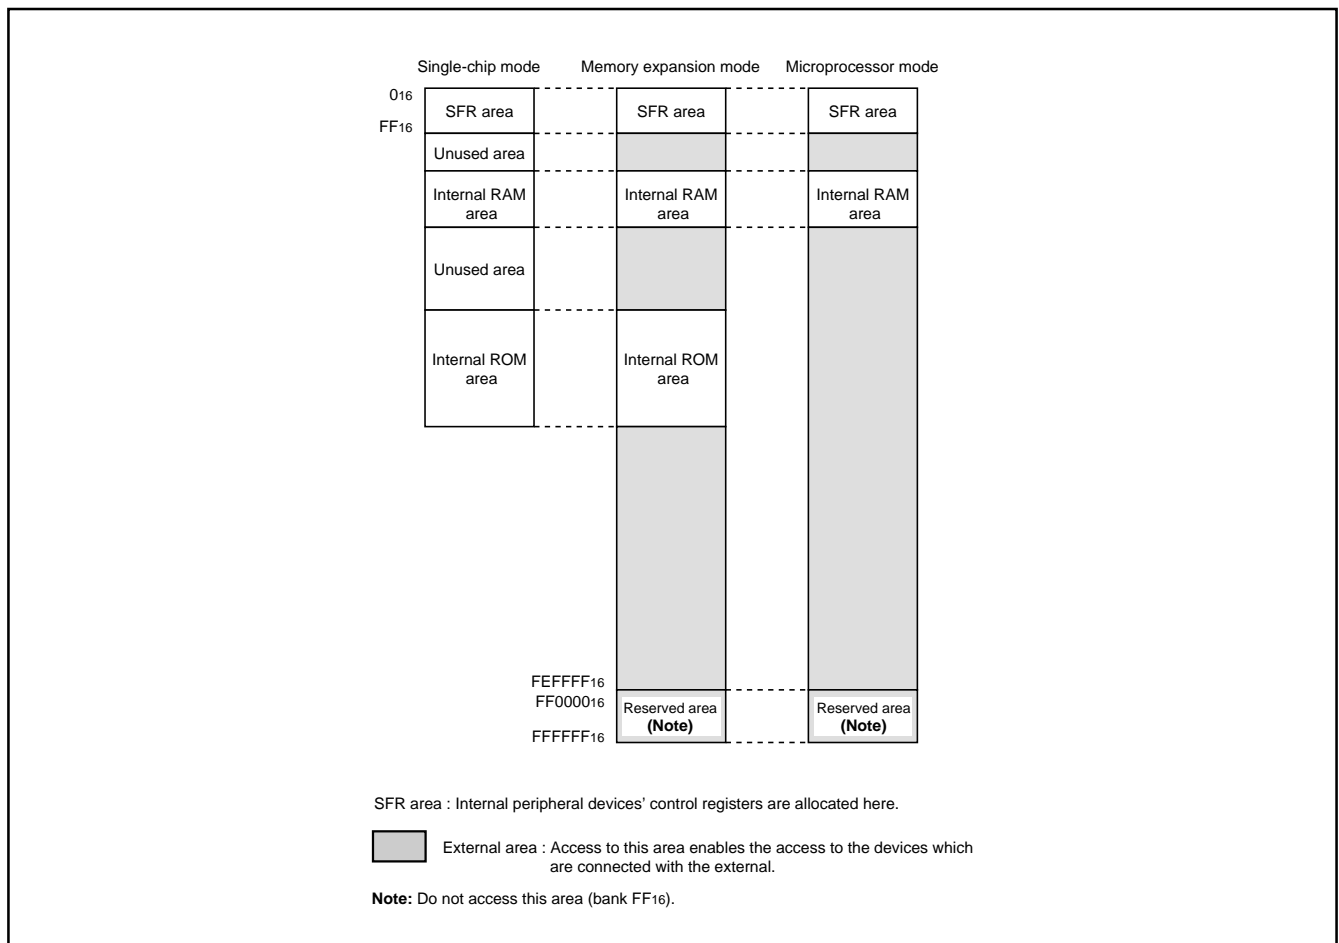 Single-chip mode Memory expansion mode Microprocessor mode
016
FF16
SFR area SFR area SFR area
Unused area
Internal RAM
area
Internal RAM
area
Internal RAM
area
Unused area
Internal ROM
area
Internal ROM
area
FEFFFF16
FF000016
FFFFFF16
Reserved area
(Note)
Reserved area
(Note)
SFR area : Internal peripheral devices’ control registers are allocated here.
External area : Access to this area enables the access to the devices which
are connected with the external.
Note: Do not access this area (bank FF16).